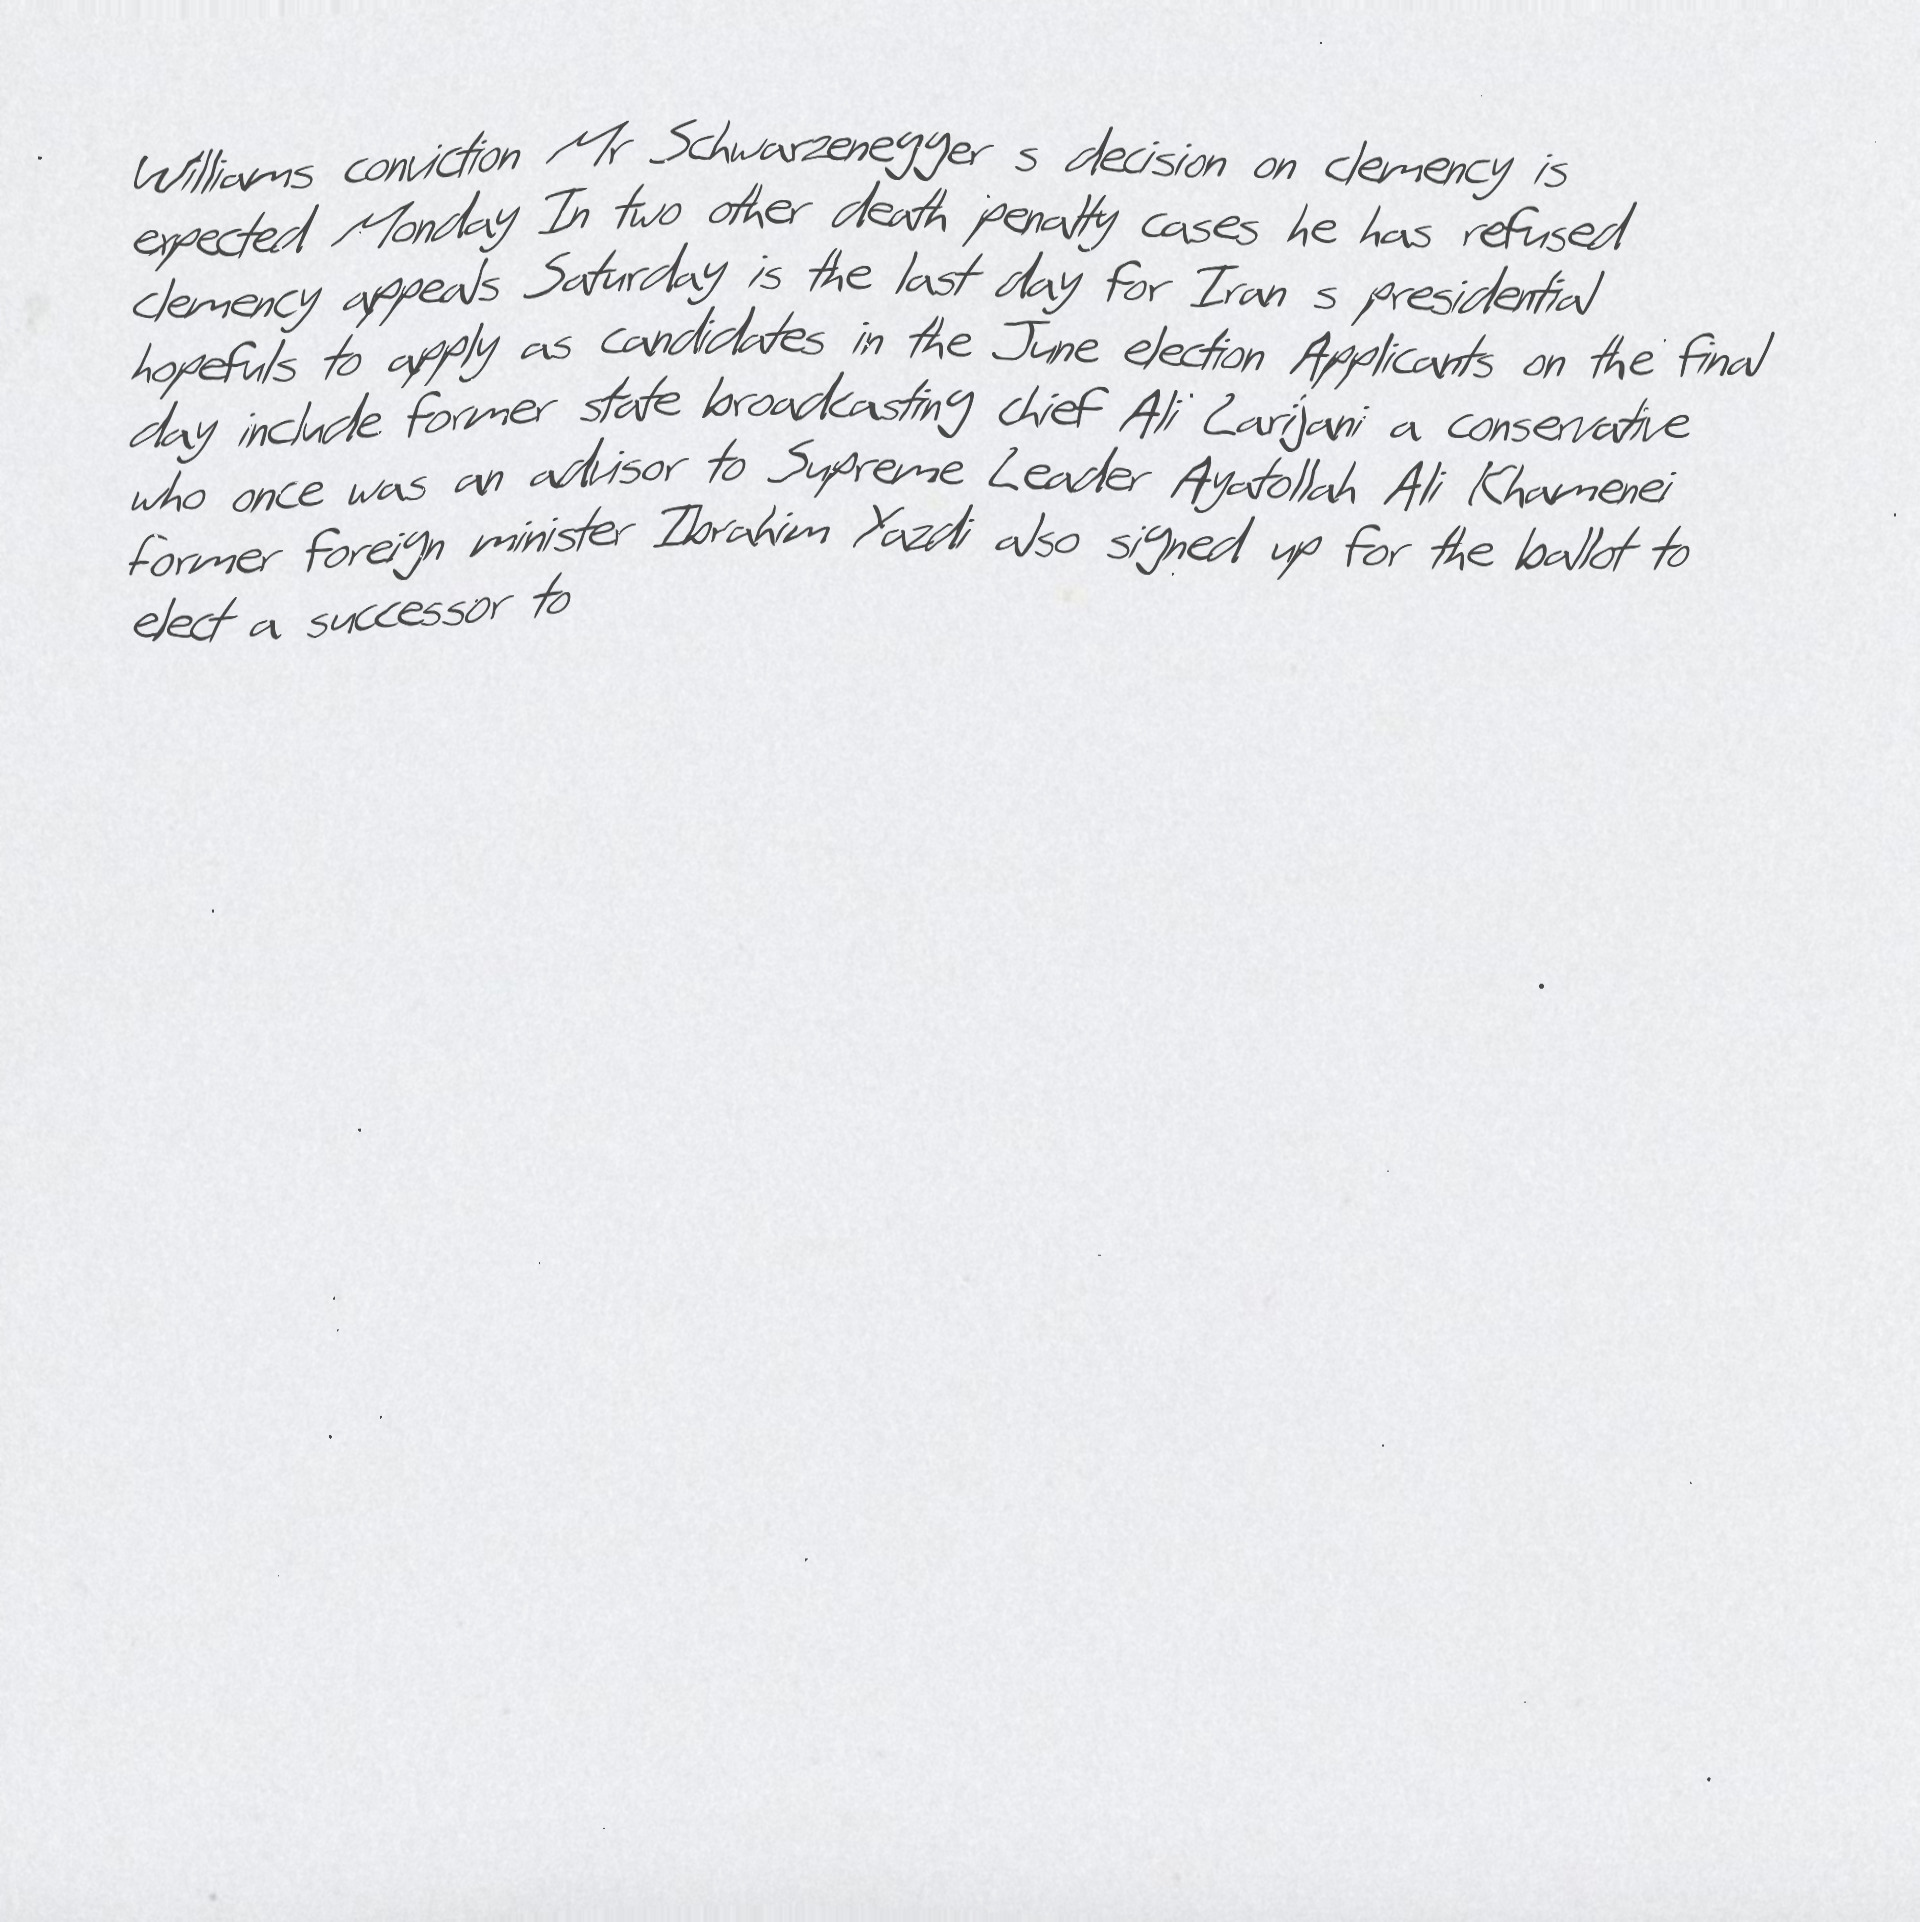 Williams conviction Mr Schwarzenegger s decision on clemency is
expected Monday In two other death penalty cases he has refused
clemency appeals Saturday is the last day for Iran s presidential
hopefuls to apply as candidates in the June election Applicants on the final
day include former state broadcasting chief Ali Larijani a conservative
who once was an advisor to Supreme Leader Ayatollah Ali Khamenei
former foreign minister Ibrahim Yazdi also signed up for the ballot to
elect a successor to